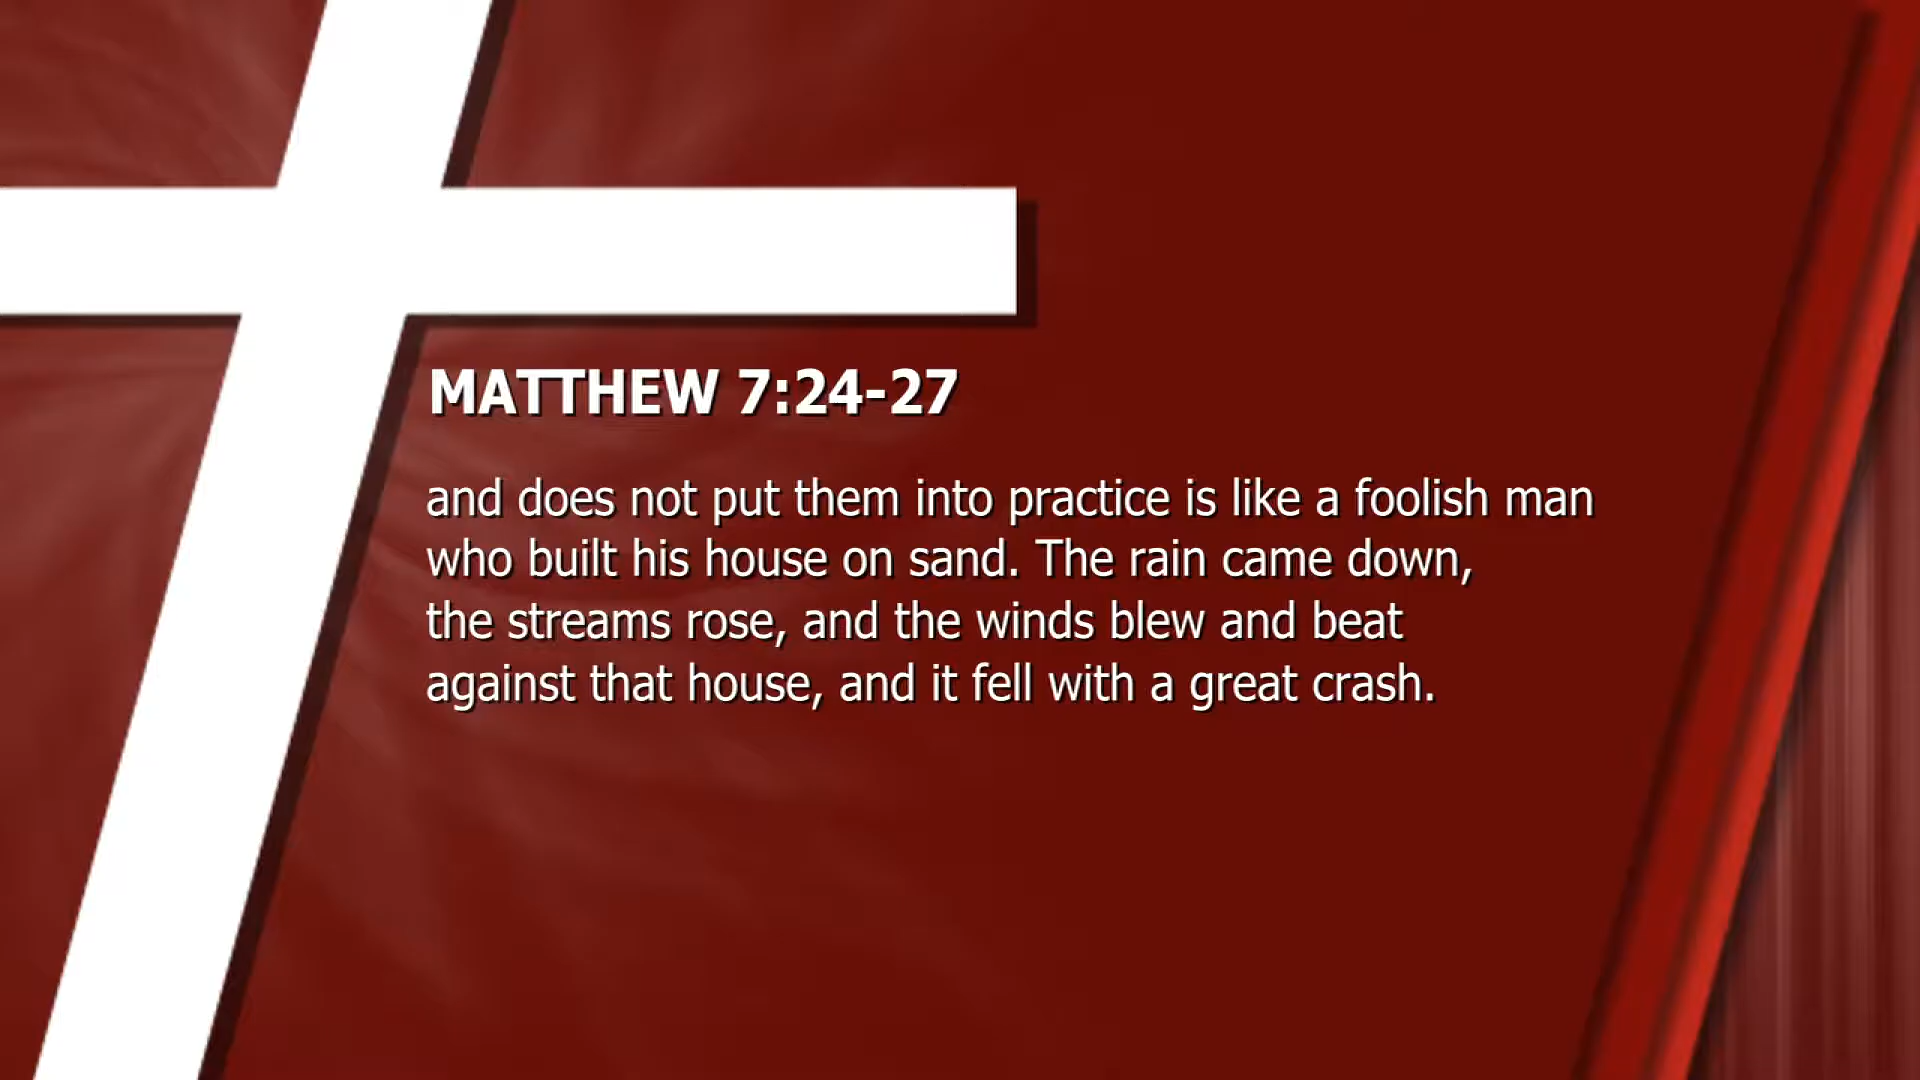 MATTHEW 7:24-27
and does not put them into practice is like a foolish man
who built his house on sand. The rain came down,
the streams rose, and the winds blew and beat
against that house, and it fell with a great crash.